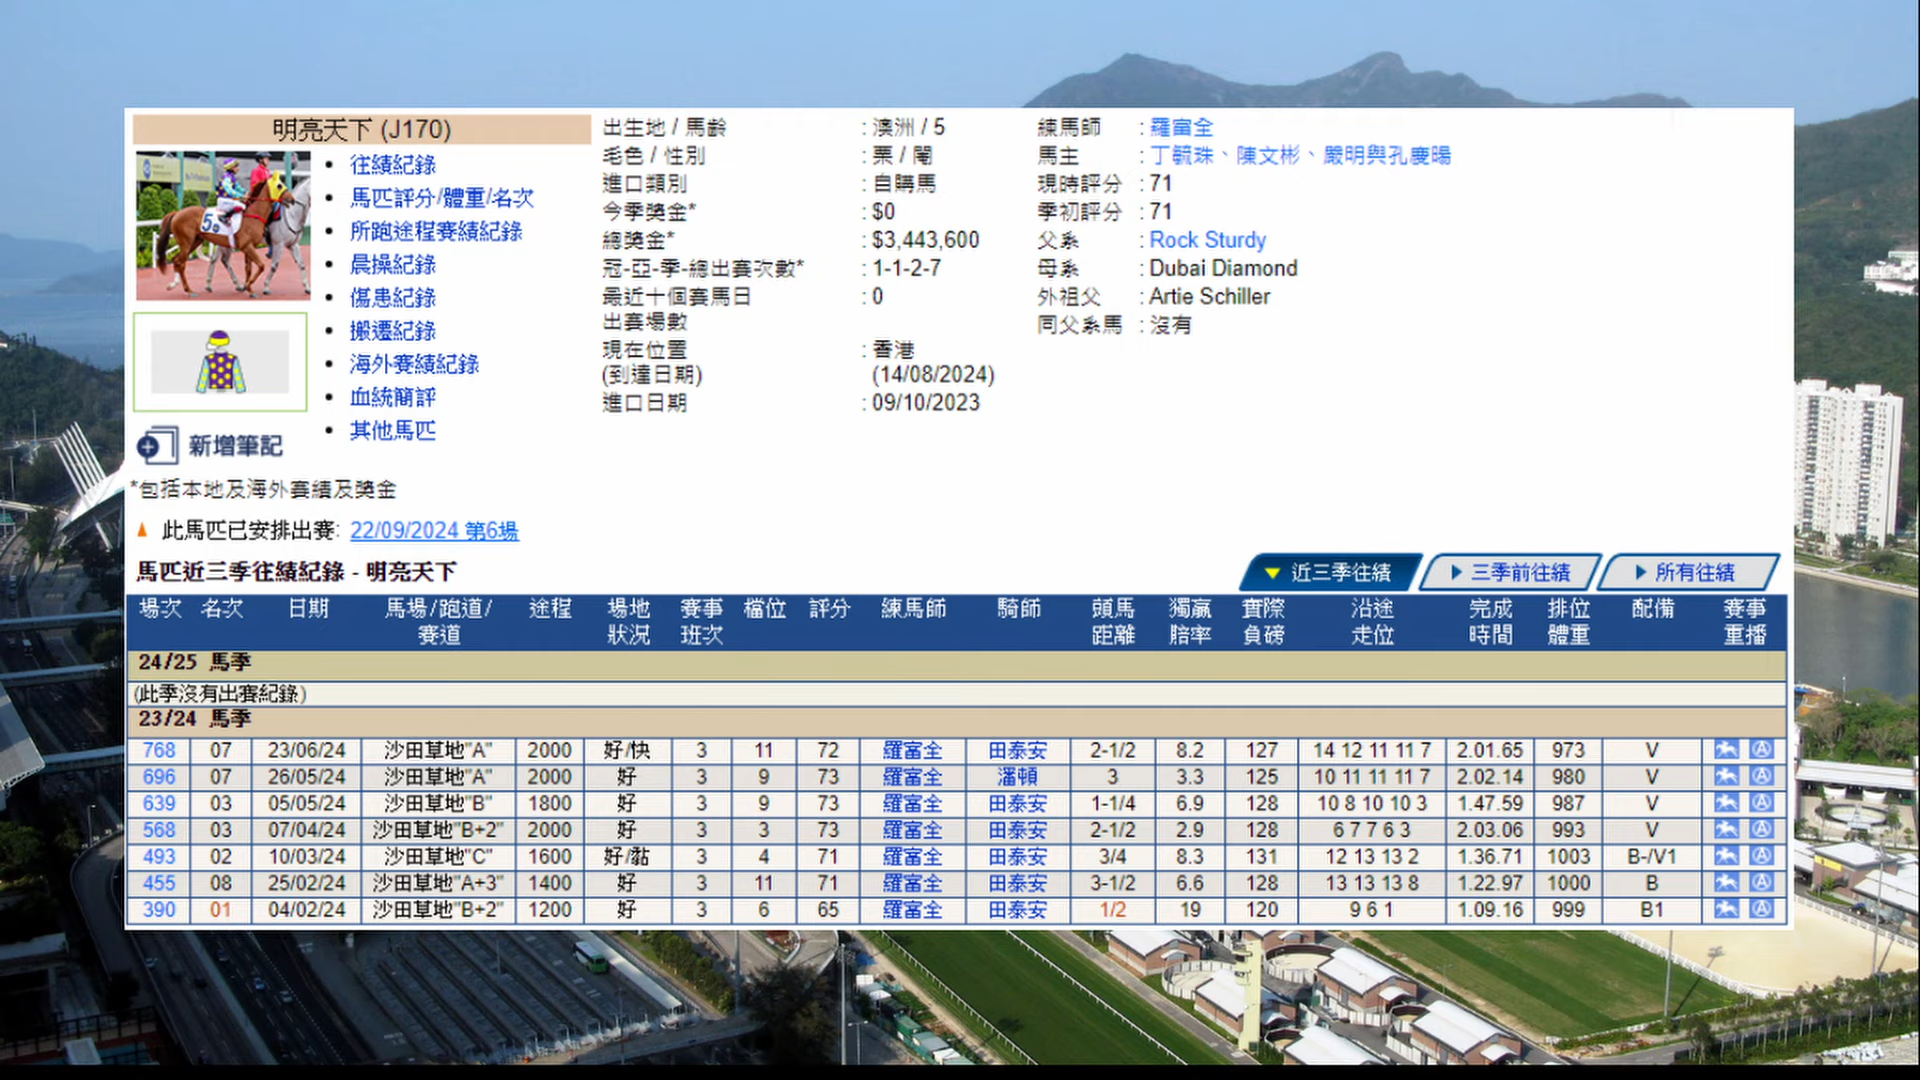 明亮天下 (J170)
往績紀錄
馬匹評分/體重/名次
所跑途程賽績紀錄
晨操紀錄
傷患紀錄
搬遷紀錄
海外賽績紀錄
血統簡評
其他馬匹
新增筆記
出生地 / 馬齡 : 澳洲 / 5
毛色 / 性別 : 栗 / 閹
進口類別 : 自購馬
今季獎金* : $0
總獎金* : $3,443,600
冠-亞-季-總出賽次數* : 1-1-2-7
最近十個賽馬日 : 0
出賽場數
現在位置 : 香港
(到達日期) (14/08/2024)
進口日期 : 09/10/2023
練馬師 : 羅富全
馬主 : 丁毓珠、陳文彬、嚴明與孔慶暘
現時評分 : 71
季初評分 : 71
父系 : Rock Sturdy
母系 : Dubai Diamond
外祖父 : Artie Schiller
同父系馬 : 沒有
*包括本地及海外賽績及獎金
此馬匹已安排出賽: 22/09/2024 第6場
馬匹近三季往績紀錄 - 明亮天下
近三季往績 三季前往績 所有往績
場次 名次 日期 馬場/跑道/賽道 途程 場地狀況 賽事班次 檔位 評分 練馬師 騎師 頭馬距離 獨贏賠率 實際負磅 沿途走位 完成時間 排位體重 配備 賽事重播
24/25 馬季
(此季沒有出賽紀錄)
23/24 馬季
768 07 23/06/24 沙田草地"A" 2000 好/快 3 11 72 羅富全 田泰安 2-1/2 8.2 127 14 12 11 11 7 2.01.65 973 V
696 07 26/05/24 沙田草地"A" 2000 好 3 9 73 羅富全 潘頓 3 3.3 125 10 11 11 11 7 2.02.14 980 V
639 03 05/05/24 沙田草地"B" 1800 好 3 9 73 羅富全 田泰安 1-1/4 6.9 128 10 8 10 10 3 1.47.59 987 V
568 03 07/04/24 沙田草地"B+2" 2000 好 3 3 73 羅富全 田泰安 2-1/2 2.9 128 6 7 7 6 3 2.03.06 993 V
493 02 10/03/24 沙田草地"C" 1600 好/黏 3 4 71 羅富全 田泰安 3/4 8.3 131 12 13 13 2 1.36.71 1003 B-/V1
455 08 25/02/24 沙田草地"A+3" 1400 好 3 11 71 羅富全 田泰安 3-1/2 6.6 128 13 13 13 8 1.22.97 1000 B
390 01 04/02/24 沙田草地"B+2" 1200 好 3 6 65 羅富全 田泰安 1/2 19 120 9 6 1 1.09.16 999 B1